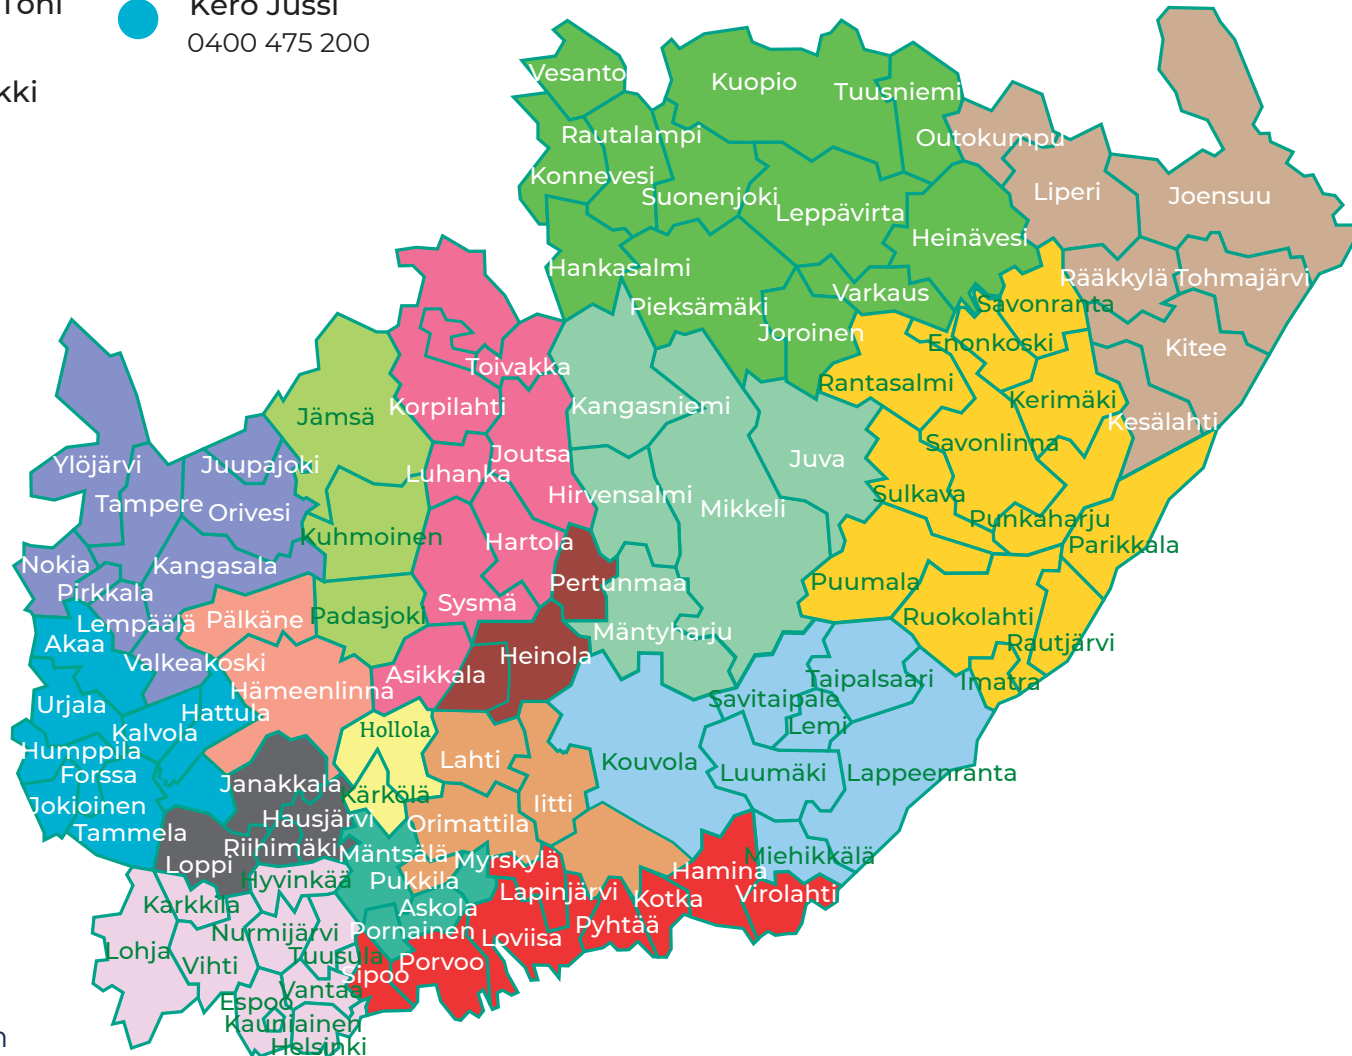 Toni
Kero Jussi
0400 475 200
kki
Vesanto
Kuopio
Tuusniemi
Rautalampi
Outokumpu
Konnevesi
Suonenjoki
Liperi
Joensuu
Leppävirta
Heinävesi
Hankasalmi
Rääkkylä
Tohmajärvi
Pieksämäki
Varkaus
Savonranta
Joroinen
Enonkoski
Kitee
Toivakka
Rantasalmi
Jämsä
Korpilahti
Kangasniemi
Kerimäki
Kesälahti
Savonlinna
Ylöjärvi
Juupajoki
Joutsa
Luhanka
Juva
Tampere
Orivesi
Hirvensalmi
Mikkeli
Sulkava
Punkaharju
Kuhmoinen
Hartola
Parikkala
Nokia
Kangasala
Pirkkala
Pertunmaa
Puumala
Sysmä
Lempäälä
Pälkäne
Padasjoki
Ruokolahti
Akaa
Mäntyharju
Rautjärvi
Valkeakoski
Heinola
Asikkala
Hämeenlinna
Taipalsaari
Imatra
Urjala
Hattula
Savitaipale
Kalvola
Hollola
Lemi
Humppila
Lahti
Kouvola
Forssa
Janakkala
Luumäki
Lappeenranta
Kärkölä
Jokioinen
Iitti
Hausjärvi
Orimattila
Tammela
Riihimäki
Mäntsälä
Myrskylä
Miehikkälä
Loppi
Hamina
Hyvinkää
Pukkila
Lapinjärvi
Kotka
Virolahti
Karkkila
Askola
Nurmijärvi
Pornainen
Loviisa
Pyhtää
Lohja
Tuusula
Vihti
Sipoo
Porvoo
Vantaa
Espoo
Kauniainen
Helsinki
n